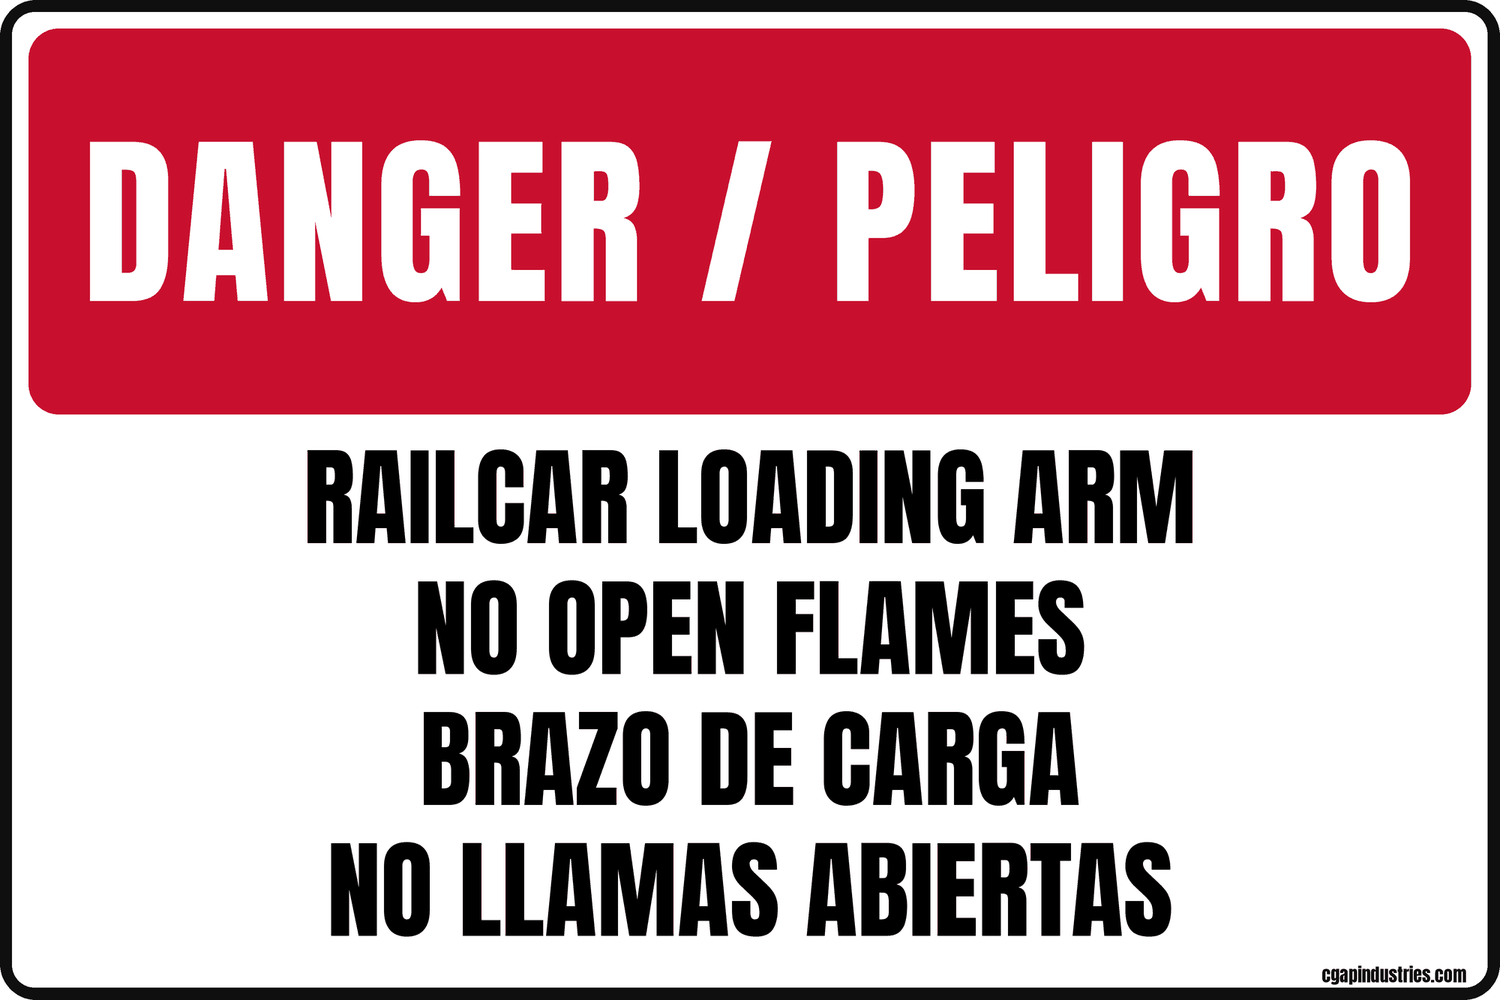 DANGER / PELIGRO
RAILCAR LOADING ARM
NO OPEN FLAMES
BRAZO DE CARGA
NO LLAMAS ABIERTAS
cgapindustries.com